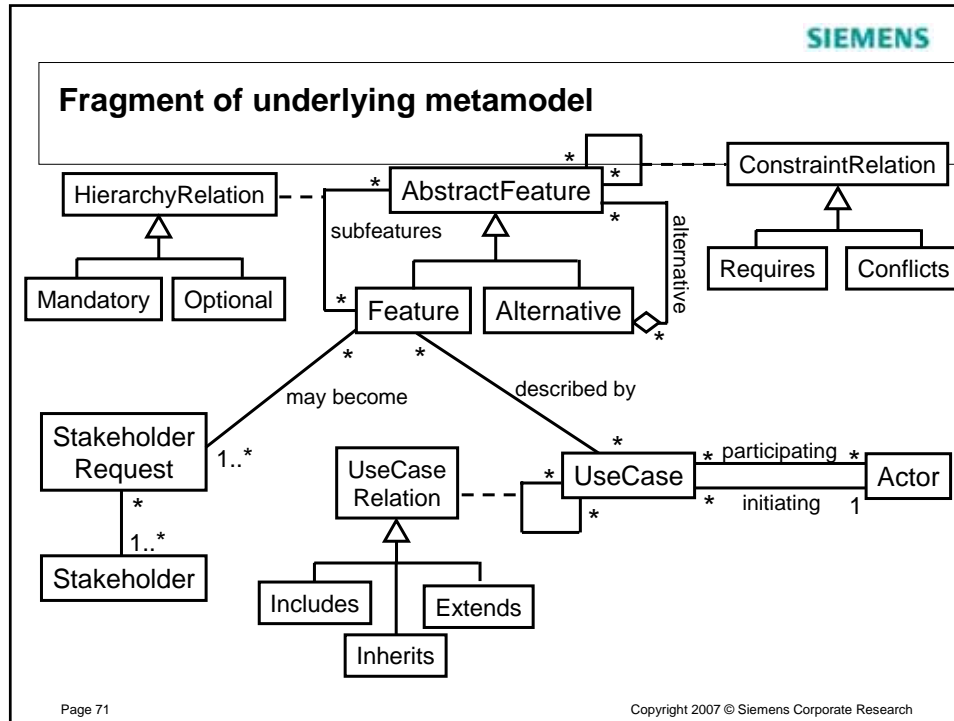 SIEMENS
Fragment of underlying metamodel
*
*
HierarchyRelation
*
AbstractFeature
*
ConstraintRelation
subfeatures
alternative
Mandatory
Optional
*
Feature
Alternative
*
Requires
Conflicts
*
*
may become
described by
Stakeholder
Request
1..*
*
UseCase
Relation
*
UseCase
*
participating
*
Actor
*
*
initiating
1
*
1..*
Stakeholder
Includes
Extends
Inherits
Page 71
Copyright 2007 © Siemens Corporate Research